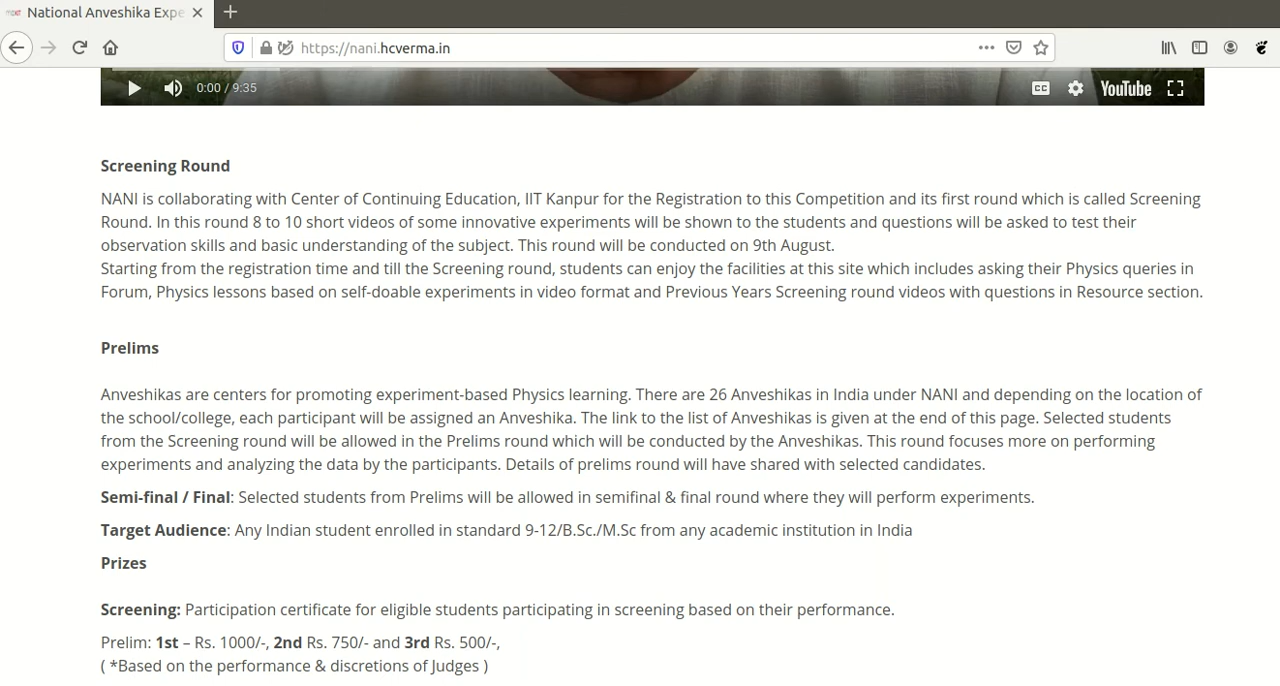 National Anveshika Expe
https://nani.hcverma.in
0:00 / 9:35
CC
YouTube
Screening Round
NANI is collaborating with Center of Continuing Education, IIT Kanpur for the Registration to this Competition and its first round which is called Screening
Round. In this round 8 to 10 short videos of some innovative experiments will be shown to the students and questions will be asked to test their
observation skills and basic understanding of the subject. This round will be conducted on 9th August.
Starting from the registration time and till the Screening round, students can enjoy the facilities at this site which includes asking their Physics queries in
Forum, Physics lessons based on self-doable experiments in video format and Previous Years Screening round videos with questions in Resource section.
Prelims
Anveshikas are centers for promoting experiment-based Physics learning. There are 26 Anveshikas in India under NANI and depending on the location of
the school/college, each participant will be assigned an Anveshika. The link to the list of Anveshikas is given at the end of this page. Selected students
from the Screening round will be allowed in the Prelims round which will be conducted by the Anveshikas. This round focuses more on performing
experiments and analyzing the data by the participants. Details of prelims round will have shared with selected candidates.
Semi-final / Final: Selected students from Prelims will be allowed in semifinal & final round where they will perform experiments.
Target Audience: Any Indian student enrolled in standard 9-12/B.Sc./M.Sc from any academic institution in India
Prizes
Screening: Participation certificate for eligible students participating in screening based on their performance.
Prelim: 1st – Rs. 1000/-, 2nd Rs. 750/- and 3rd Rs. 500/-,
( *Based on the performance & discretions of Judges )